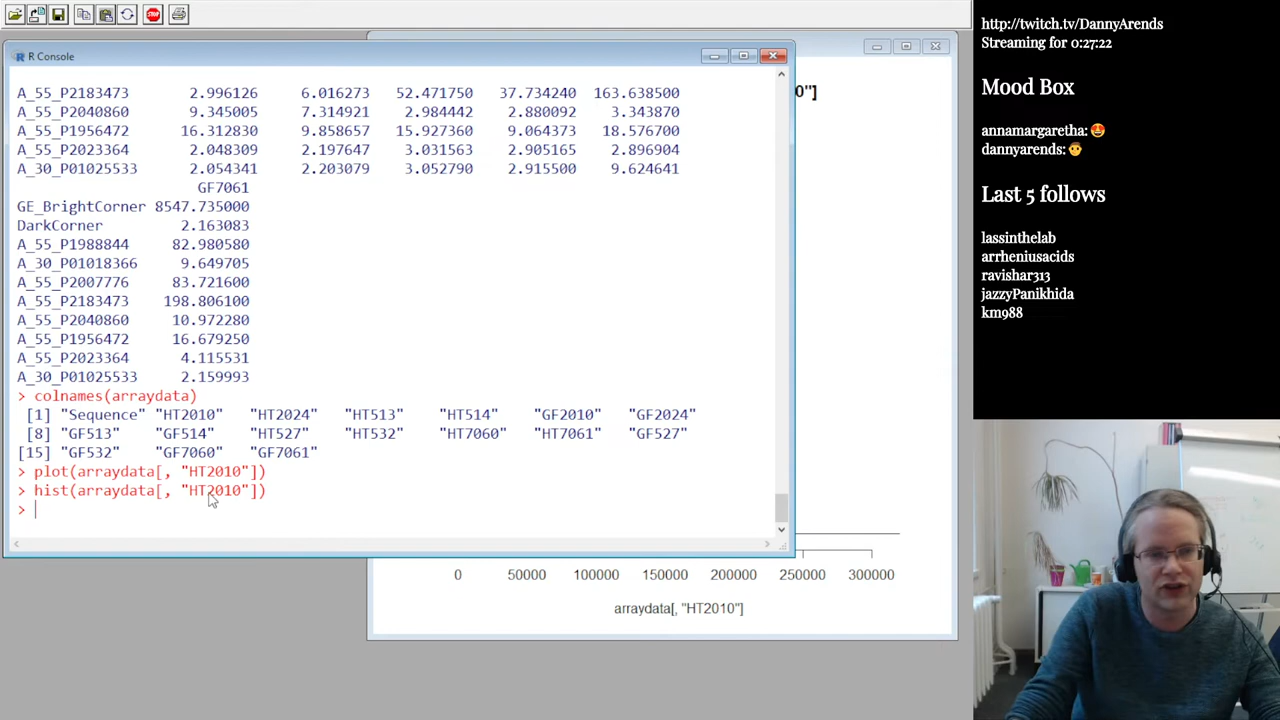 R Console
A_55_P2183473 2.996126 6.016273 52.471750 37.734240 163.638500
A_55_P2040860 9.345005 7.314921 2.984442 2.880092 3.343870
A_55_P1956472 16.312830 9.858657 15.927360 9.064373 18.576700
A_55_P2023364 2.048309 2.197647 3.031563 2.905165 2.896904
A_30_P01025533 2.054341 2.203079 3.052790 2.915500 9.624641
GF7061
GE_BrightCorner 8547.735000
DarkCorner 2.163083
A_55_P1988844 82.980580
A_30_P01018366 9.649705
A_55_P2007776 83.721600
A_55_P2183473 198.806100
A_55_P2040860 10.972280
A_55_P1956472 16.679250
A_55_P2023364 4.115531
A_30_P01025533 2.159993
> colnames(arraydata)
[1] "Sequence" "HT2010" "HT2024" "HT513" "HT514" "GF2010" "GF2024"
[8] "GF513" "GF514" "HT527" "HT532" "HT7060" "HT7061" "GF527"
[15] "GF532" "GF7060" "GF7061"
> plot(arraydata[, "HT2010"])
> hist(arraydata[, "HT2010"])
>
0"]
0 50000 100000 150000 200000 250000 300000
arraydata[, "HT2010"]
http://twitch.tv/DannyArends
Streaming for 0:27:22
Mood Box
annamargaretha: 😍
dannyarends: 👨
Last 5 follows
lassinthelab
arrheniusacids
ravishar313
jazzyPanikhida
km988
STOP